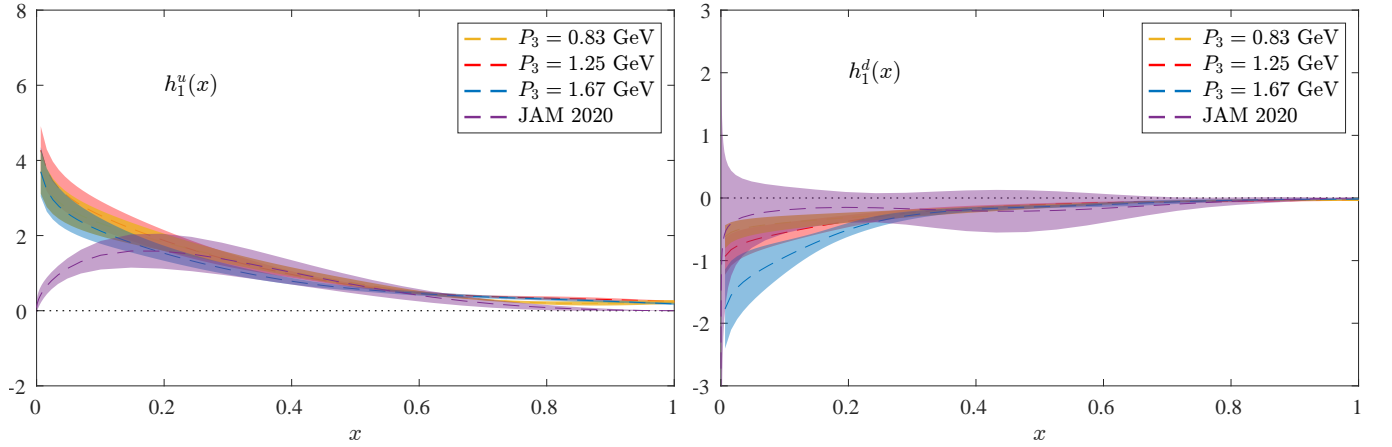 8
6
4
2
0
-2
h_1^u(x)
P_3 = 0.83 GeV
P_3 = 1.25 GeV
P_3 = 1.67 GeV
JAM 2020
0 0.2 0.4 0.6 0.8 1
x
3
2
1
0
-1
-2
-3
h_1^d(x)
P_3 = 0.83 GeV
P_3 = 1.25 GeV
P_3 = 1.67 GeV
JAM 2020
0 0.2 0.4 0.6 0.8 1
x